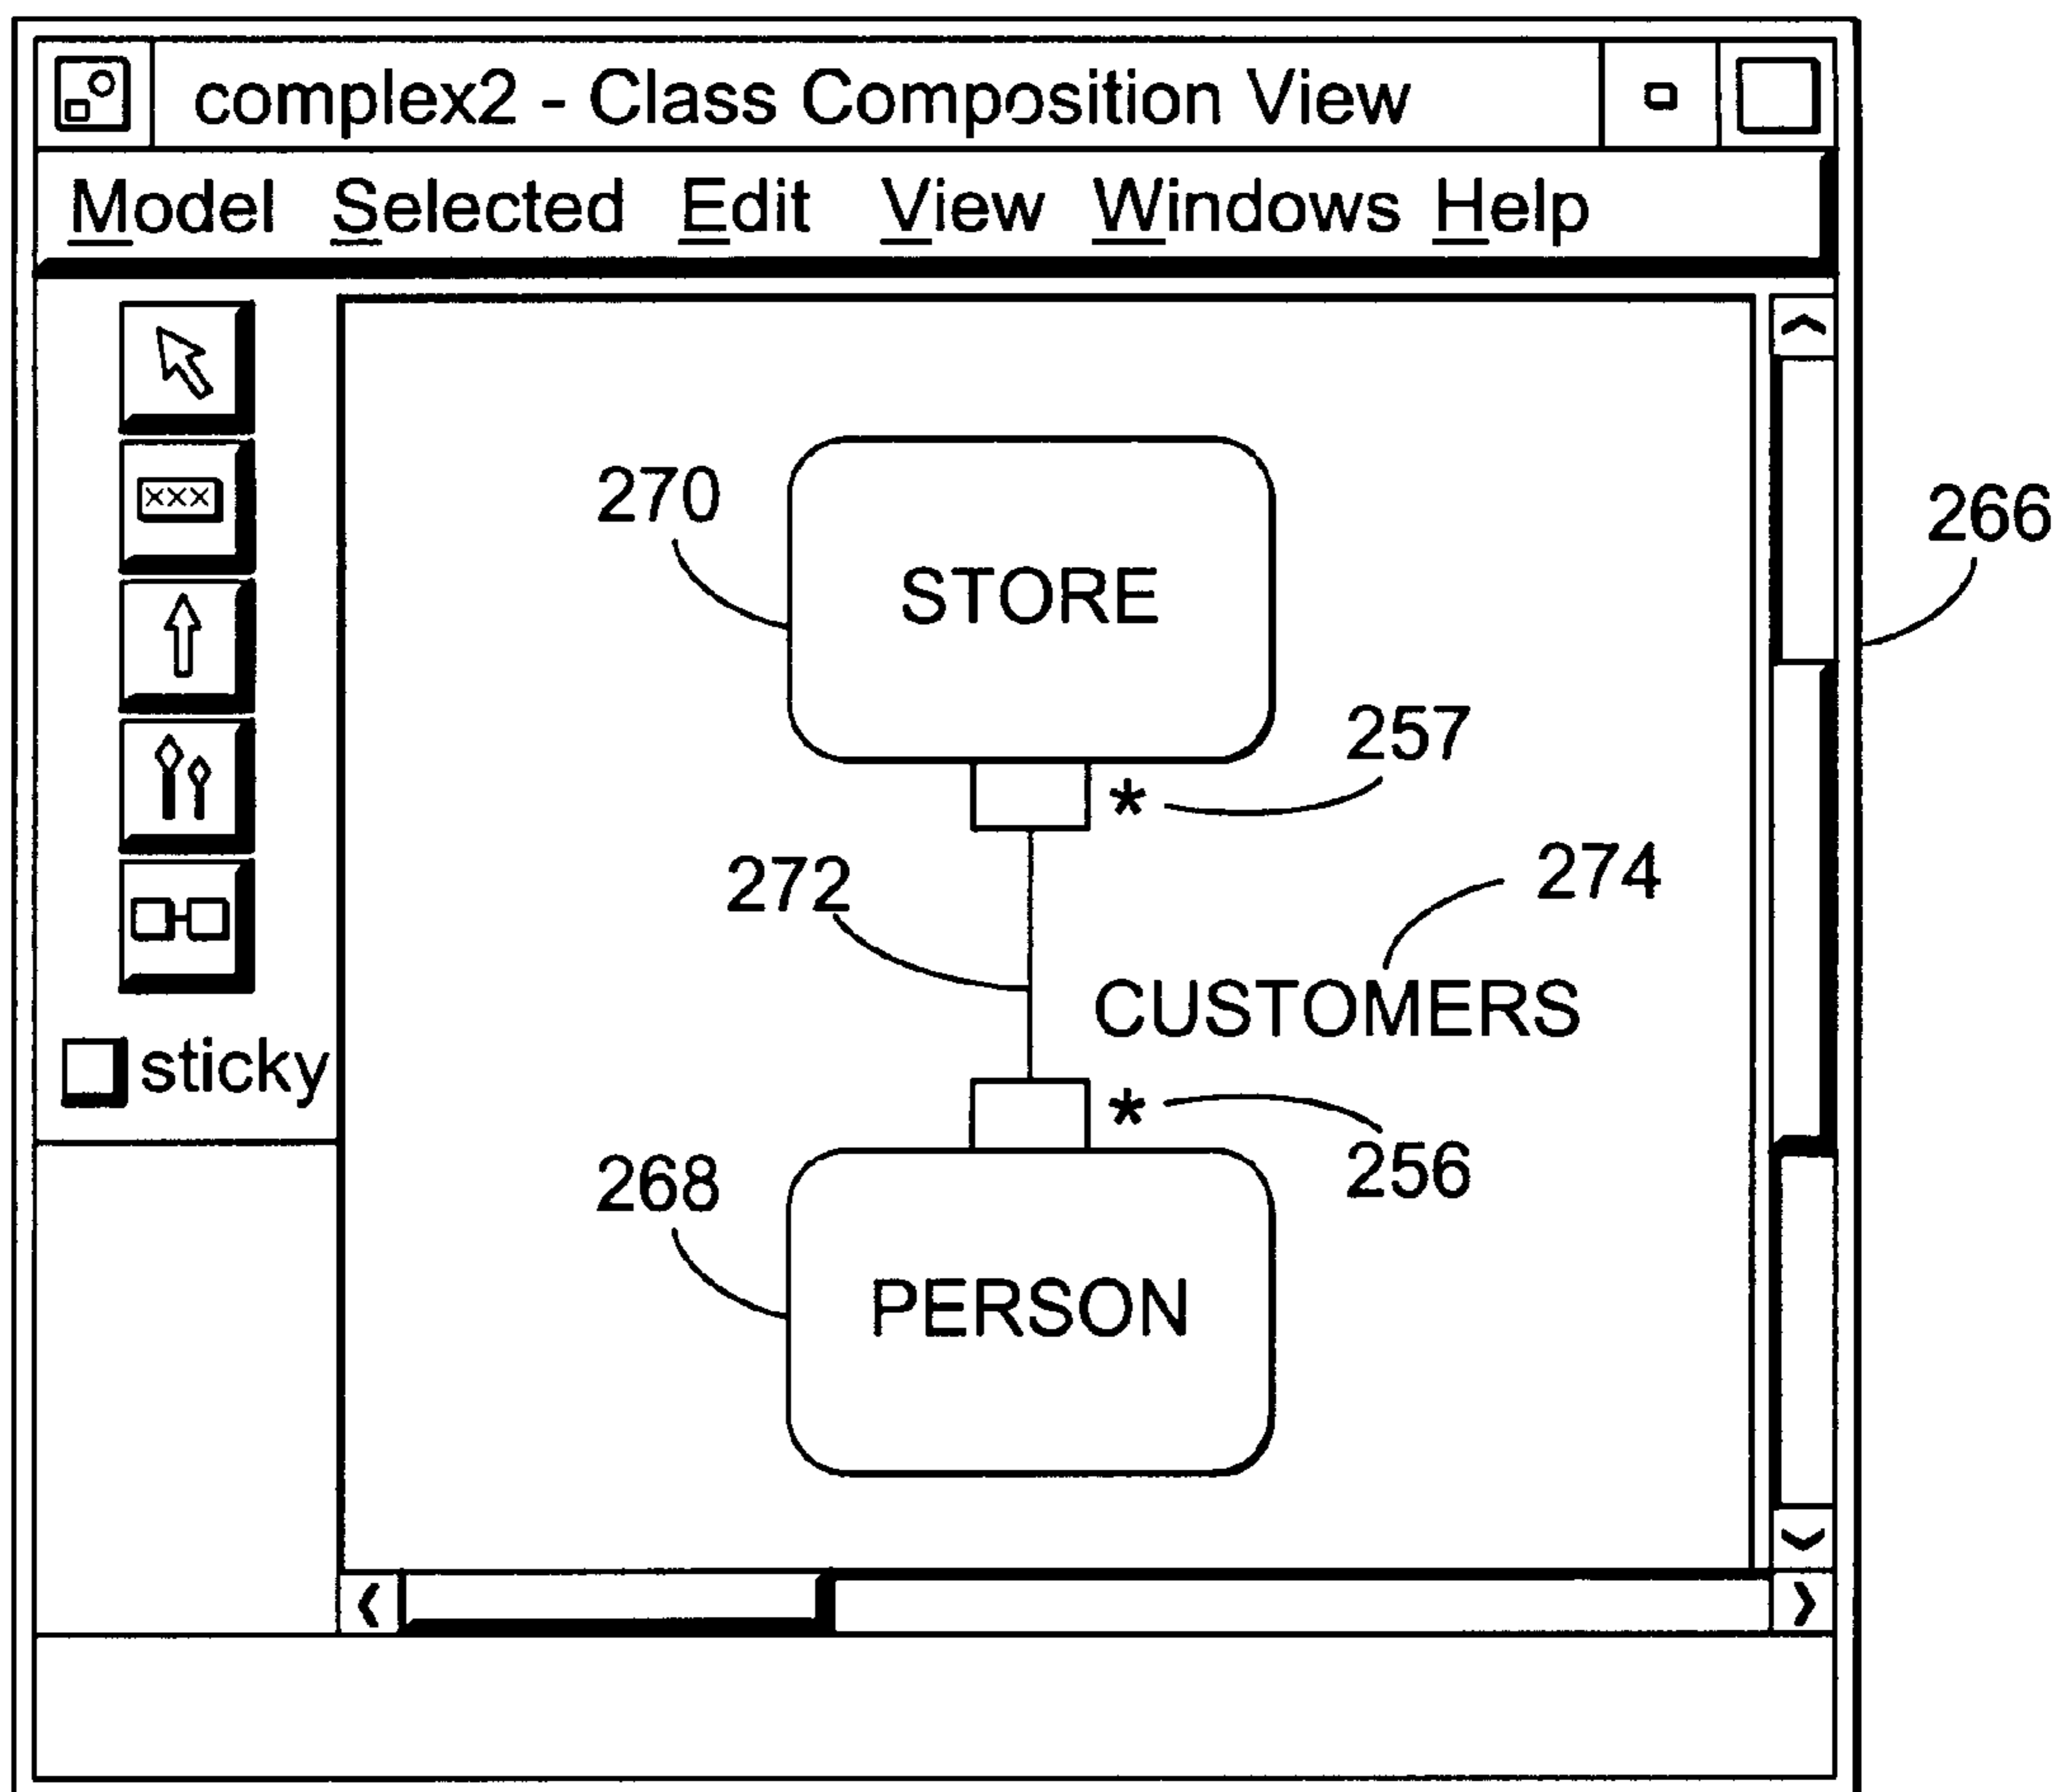 complex2 - Class Composition View
Model Selected Edit View Windows Help
xxx
270
STORE
266
257
*
272
274
CUSTOMERS
sticky
*
256
268
PERSON